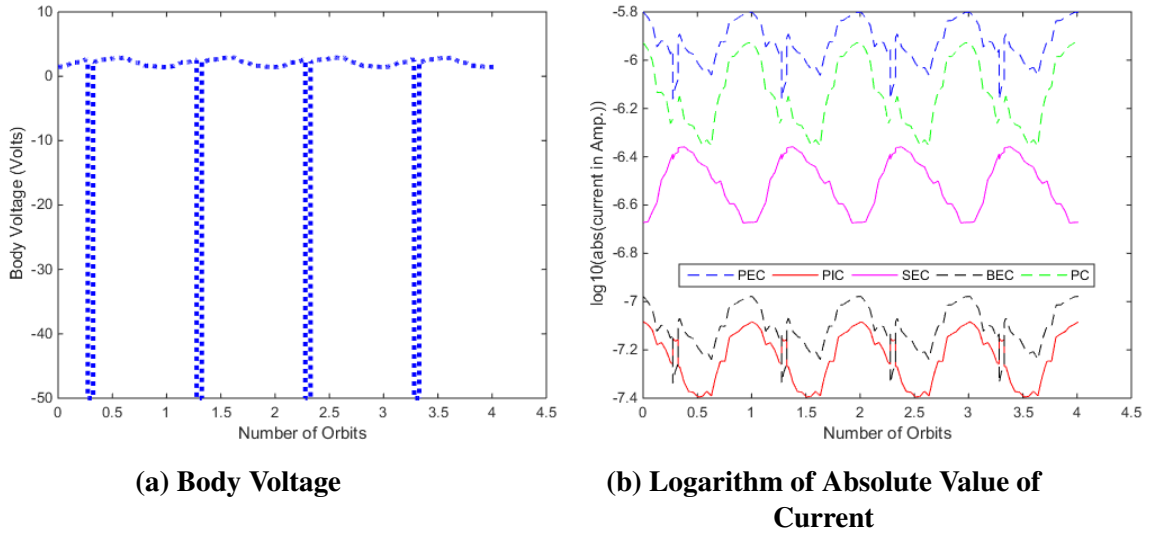 10
0
-10
-20
-30
-40
-50
Body Voltage (Volts)
0 0.5 1 1.5 2 2.5 3 3.5 4 4.5
Number of Orbits
(a) Body Voltage
-5.8
-6
-6.2
-6.4
-6.6
-6.8
-7
-7.2
-7.4
log10(abs(current in Amp.))
PEC PIC SEC BEC PC
0 0.5 1 1.5 2 2.5 3 3.5 4 4.5
Number of Orbits
(b) Logarithm of Absolute Value of
Current